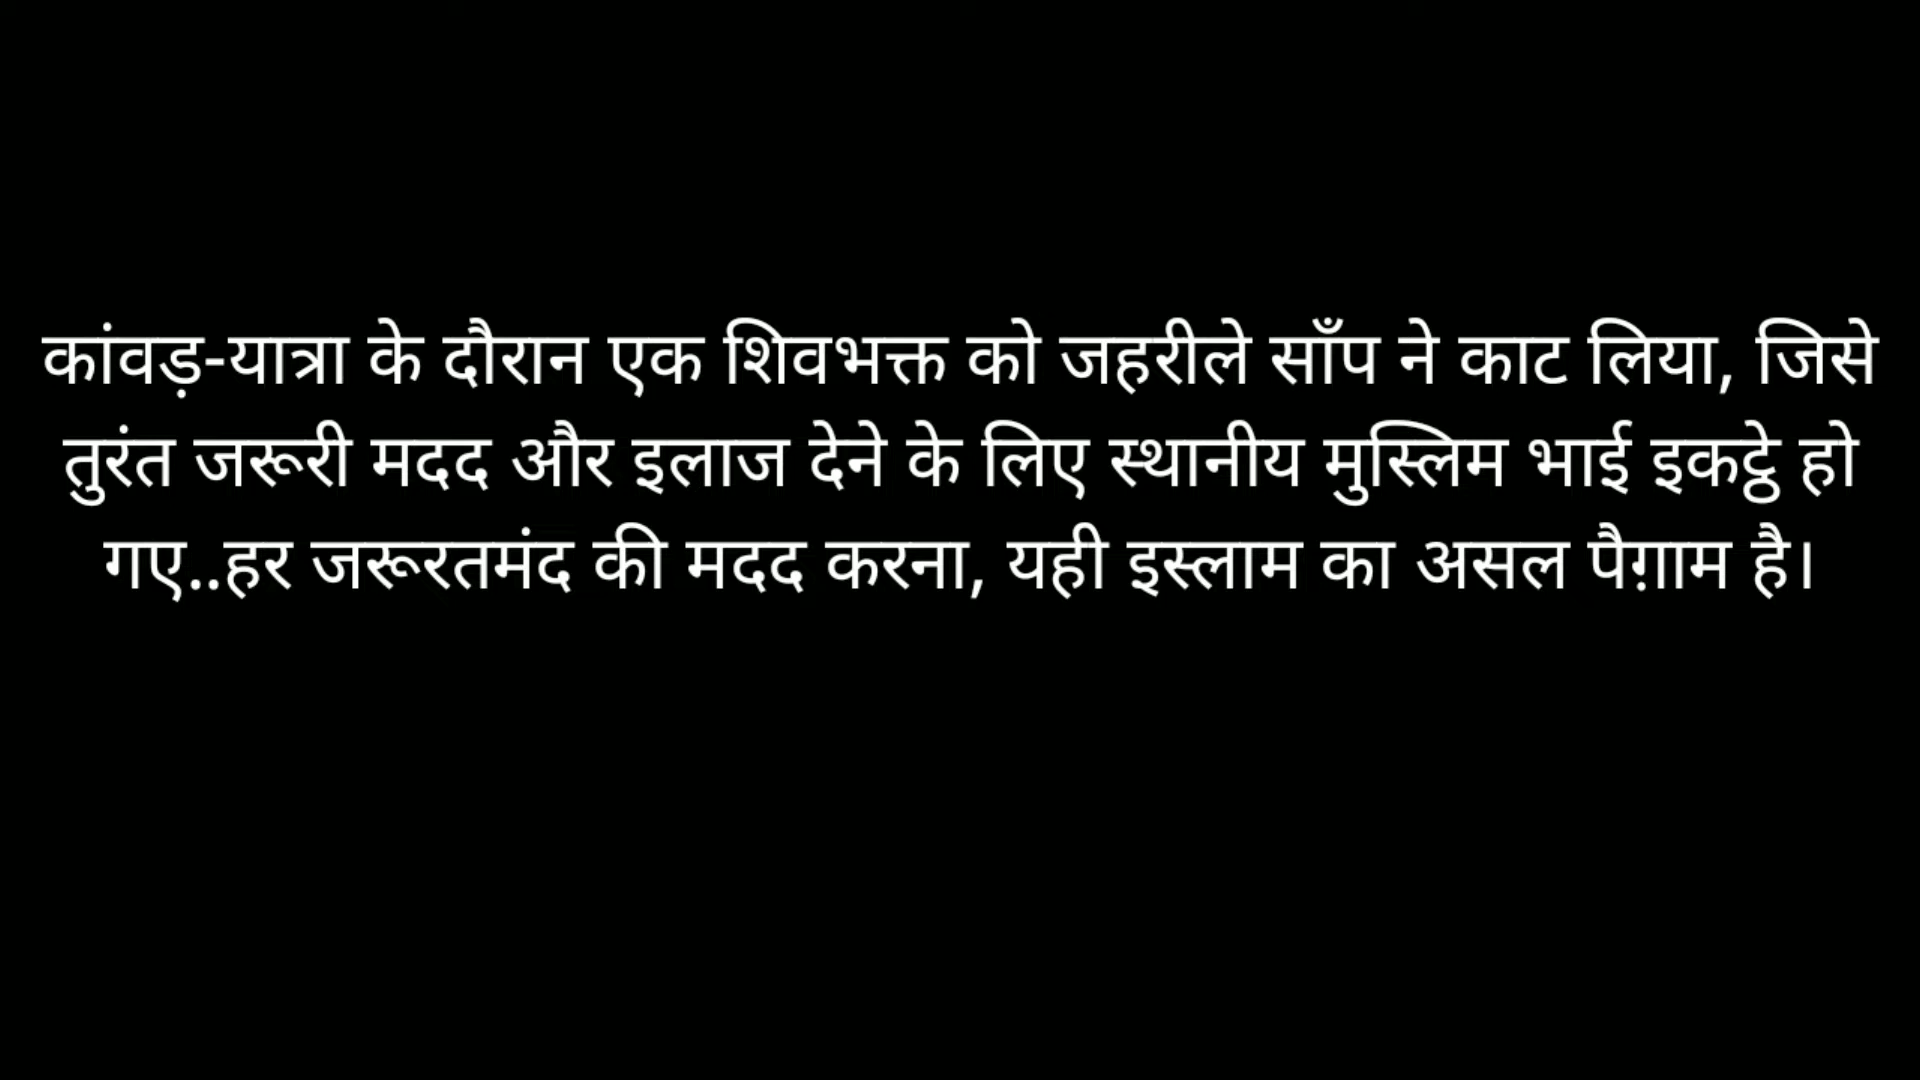 कांवड़-यात्रा के दौरान एक शिवभक्त को जहरीले साँप ने काट लिया, जिसे
तुरंत जरूरी मदद और इलाज देने के लिए स्थानीय मुस्लिम भाई इकट्ठे हो
गए..हर जरूरतमंद की मदद करना, यही इस्लाम का असल पैग़ाम है।